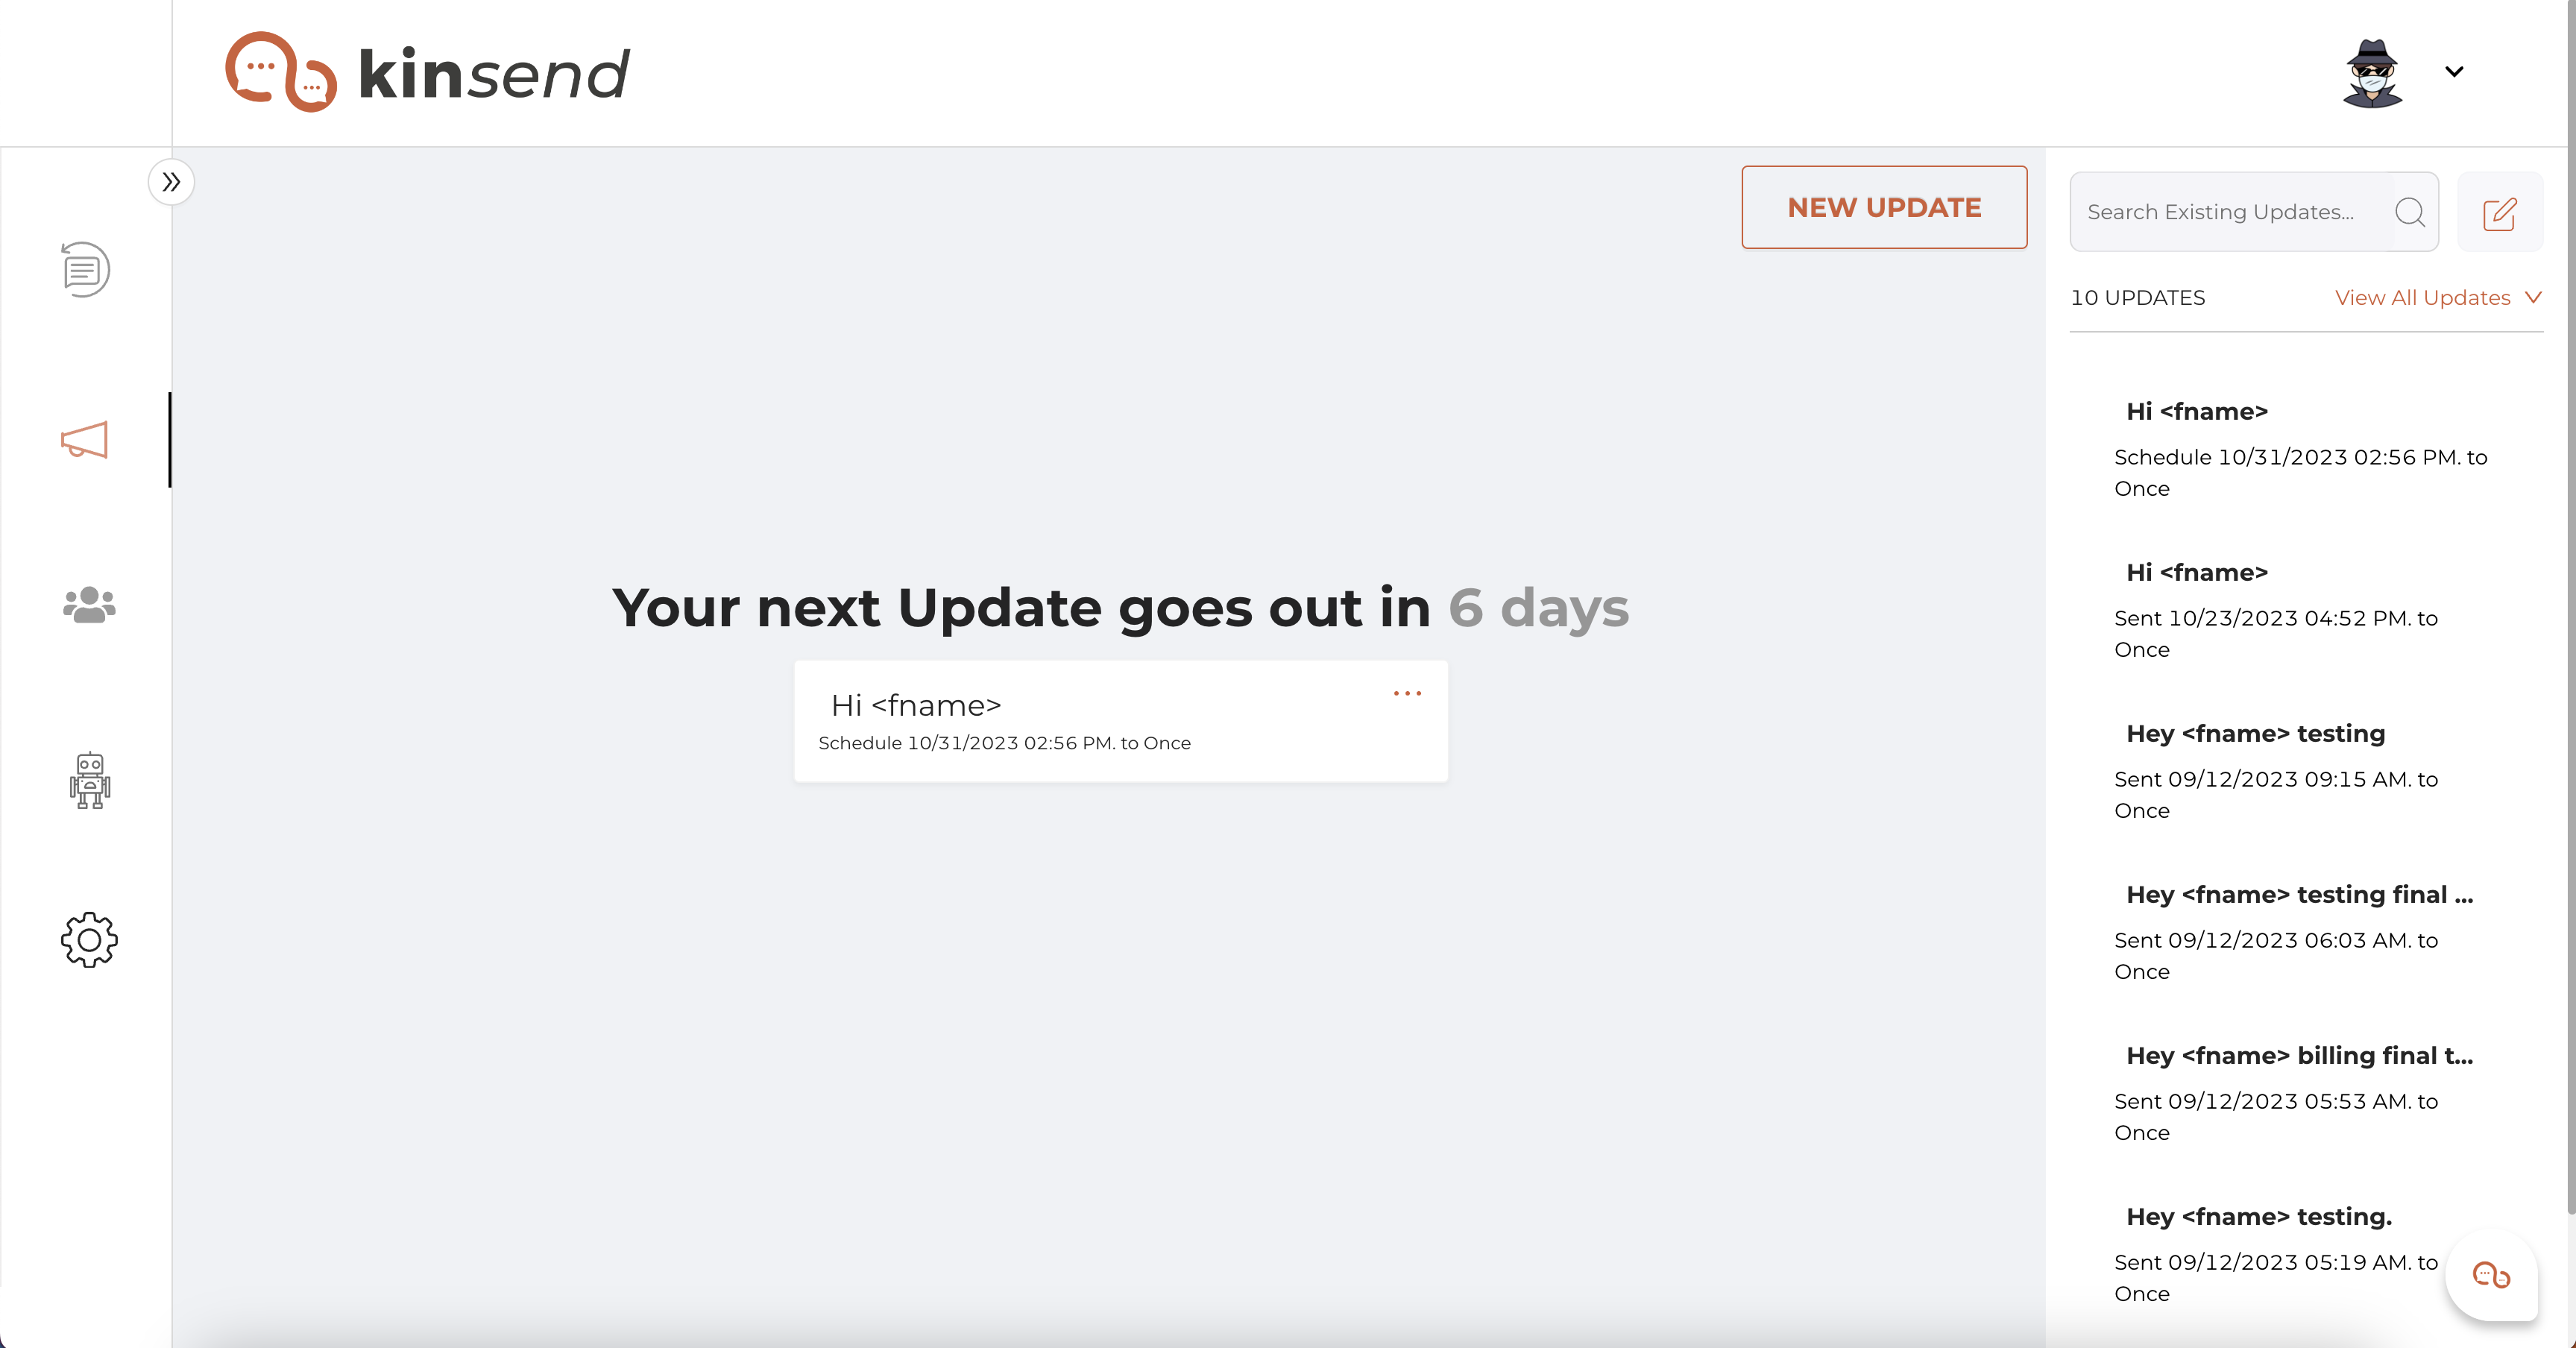 kinsend
NEW UPDATE
Your next Update goes out in 6 days
Hi <fname>
Schedule 10/31/2023 02:56 PM. to Once
Search Existing Updates...
10 UPDATES View All Updates
Hi <fname>
Schedule 10/31/2023 02:56 PM. to
Once
Hi <fname>
Sent 10/23/2023 04:52 PM. to
Once
Hey <fname> testing
Sent 09/12/2023 09:15 AM. to
Once
Hey <fname> testing final ...
Sent 09/12/2023 06:03 AM. to
Once
Hey <fname> billing final t...
Sent 09/12/2023 05:53 AM. to
Once
Hey <fname> testing.
Sent 09/12/2023 05:19 AM. to
Once